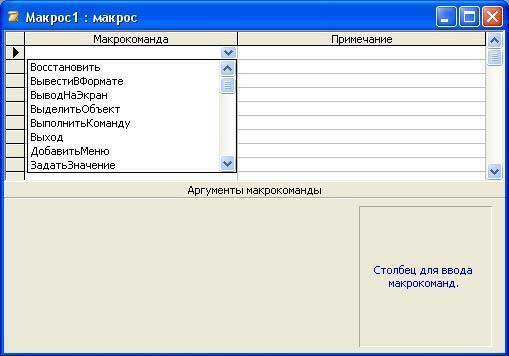 Макрос1 : макрос
Макрокоманда Примечание
Восстановить
ВывестиВФормате
ВыводНаЭкран
ВыделитьОбъект
ВыполнитьКоманду
Выход
ДобавитьМеню
ЗадатьЗначение
Аргументы макрокоманды
Столбец для ввода
макрокоманд.